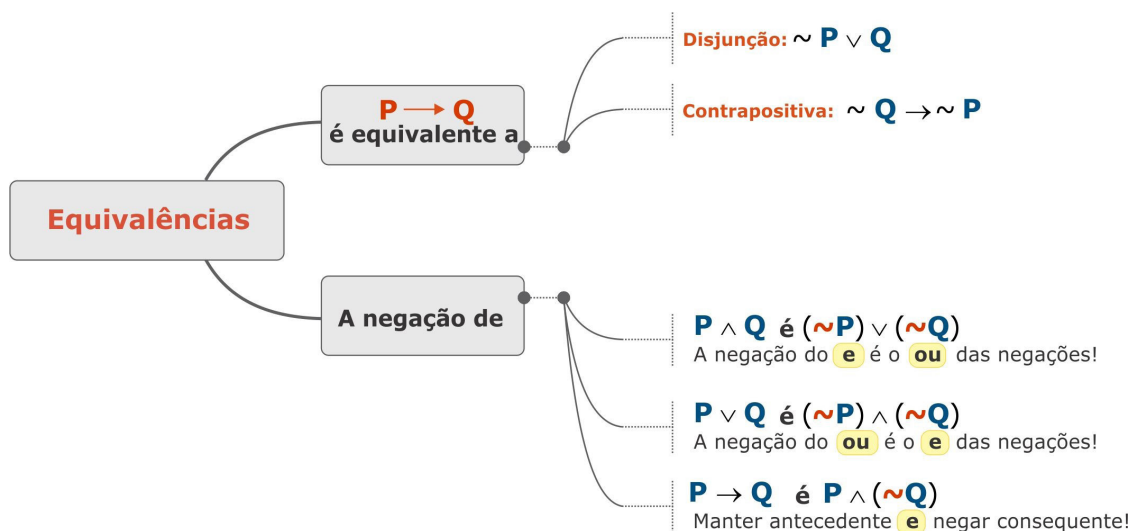 Equivalências
P → Q
é equivalente a
Disjunção: ~ P ∨ Q
Contrapositiva: ~ Q → ~ P
A negação de
P ∧ Q é (~P) ∨ (~Q)
A negação do e é o ou das negações!
P ∨ Q é (~P) ∧ (~Q)
A negação do ou é o e das negações!
P → Q é P ∧ (~Q)
Manter antecedente e negar consequente!